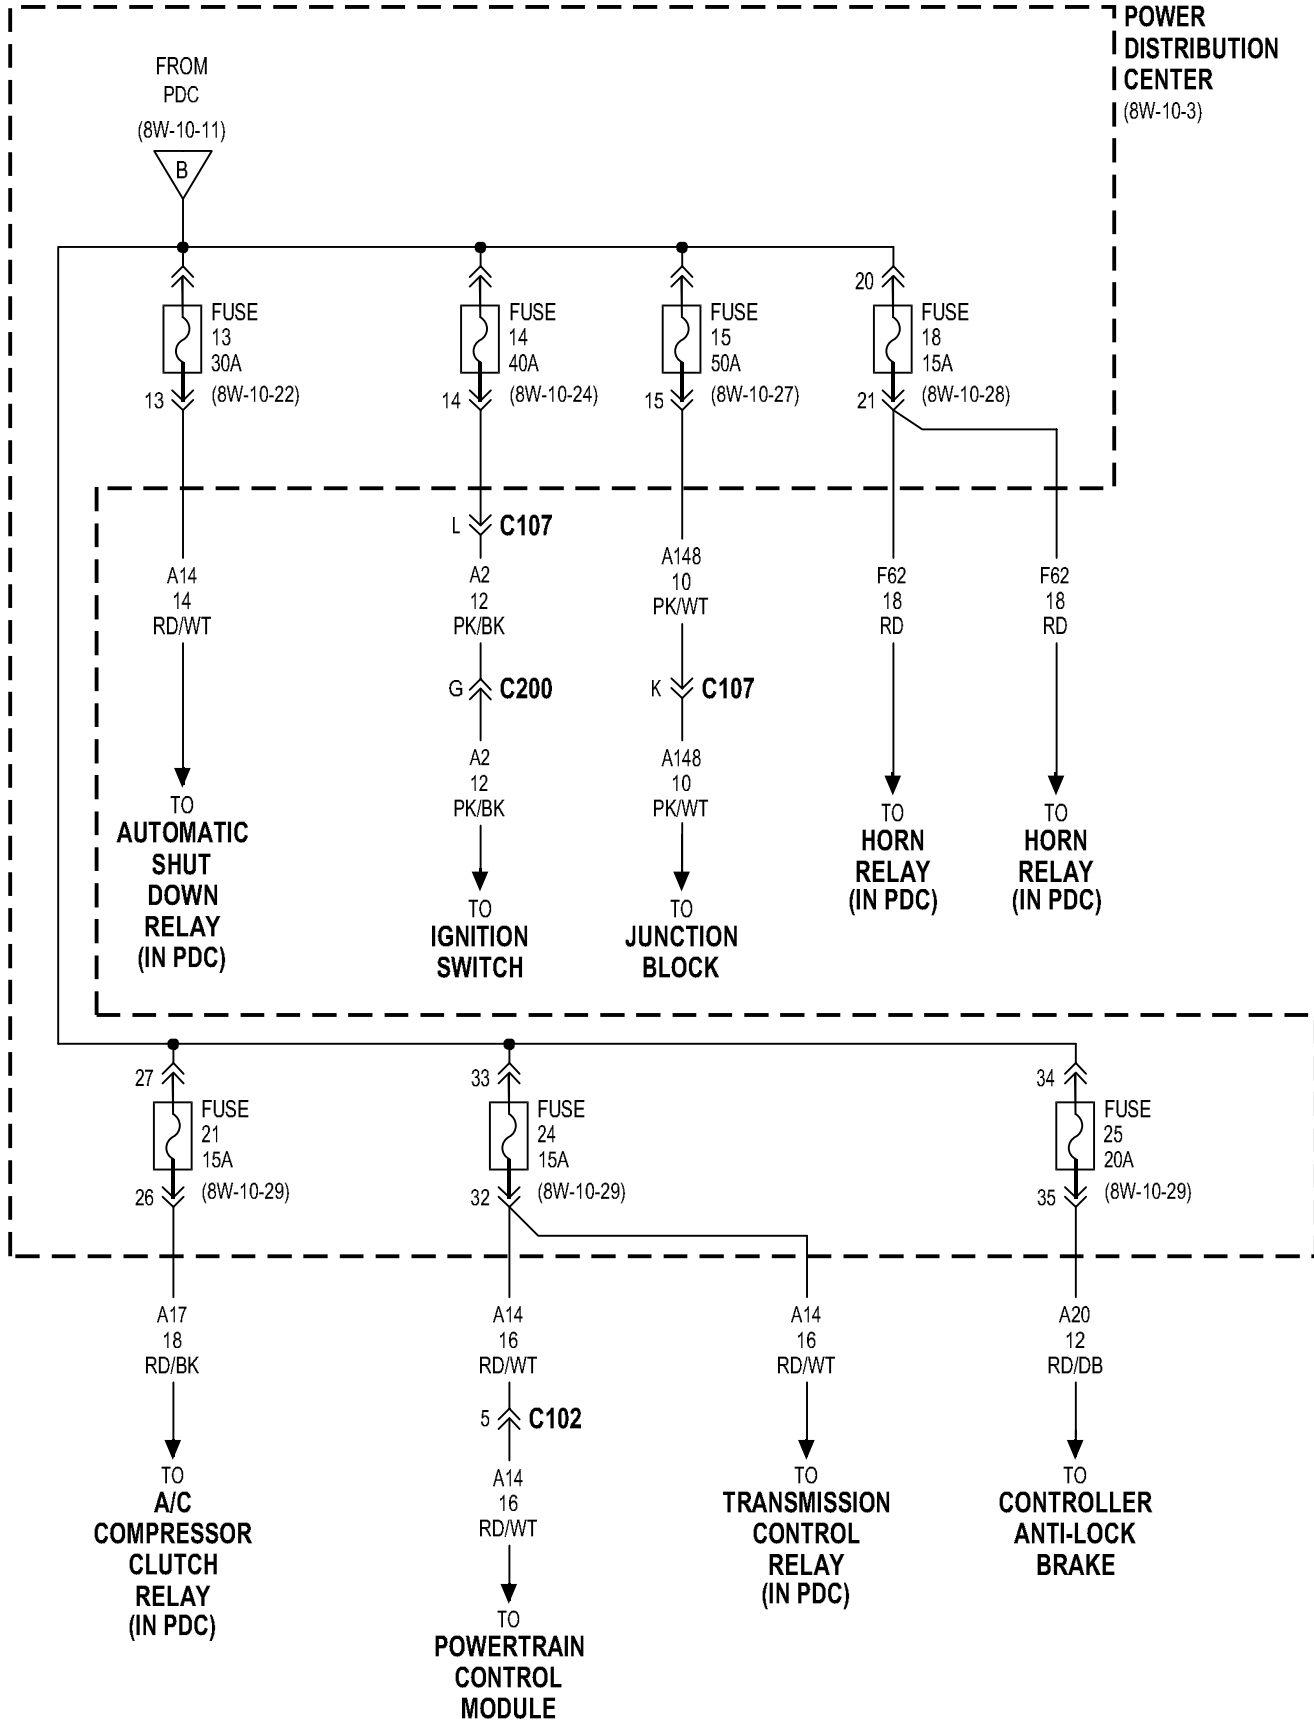 POWER
DISTRIBUTION
CENTER
(8W-10-3)
FROM
PDC
(8W-10-11)
B
FUSE
13
30A
(8W-10-22)
13
FUSE
14
40A
(8W-10-24)
14
FUSE
15
50A
(8W-10-27)
15
20
FUSE
18
15A
(8W-10-28)
21
A14
14
RD/WT
TO
AUTOMATIC
SHUT
DOWN
RELAY
(IN PDC)
L
C107
A2
12
PK/BK
G
C200
A2
12
PK/BK
TO
IGNITION
SWITCH
A148
10
PK/WT
K
C107
A148
10
PK/WT
TO
JUNCTION
BLOCK
F62
18
RD
TO
HORN
RELAY
(IN PDC)
F62
18
RD
TO
HORN
RELAY
(IN PDC)
27
FUSE
21
15A
(8W-10-29)
26
33
FUSE
24
15A
(8W-10-29)
32
34
FUSE
25
20A
(8W-10-29)
35
A17
18
RD/BK
TO
A/C
COMPRESSOR
CLUTCH
RELAY
(IN PDC)
A14
16
RD/WT
5
C102
A14
16
RD/WT
TO
POWERTRAIN
CONTROL
MODULE
A14
16
RD/WT
TO
TRANSMISSION
CONTROL
RELAY
(IN PDC)
A20
12
RD/DB
TO
CONTROLLER
ANTI-LOCK
BRAKE